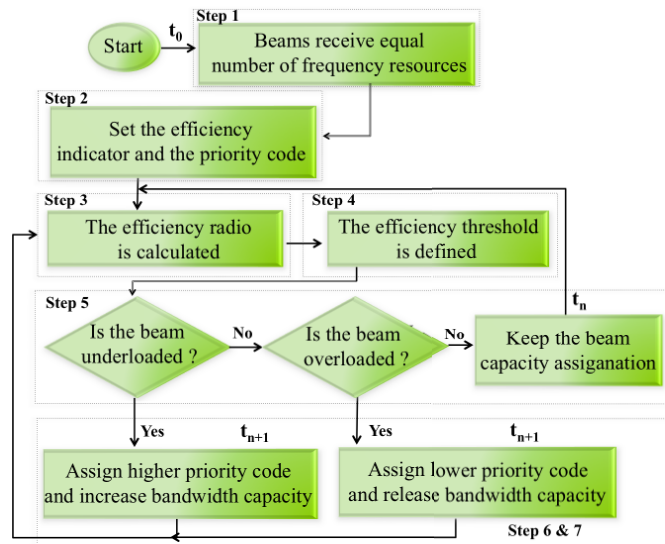 Step 1
Start
t0
Beams receive equal
number of frequency resources
Step 2
Set the efficiency
indicator and the priority code
Step 3
The efficiency radio
is calculated
Step 4
The efficiency threshold
is defined
Step 5
Is the beam
underloaded ?
No
Is the beam
overloaded ?
No
tn
Keep the beam
capacity assiganation
Yes
tn+1
Yes
tn+1
Assign higher priority code
and increase bandwidth capacity
Assign lower priority code
and release bandwidth capacity
Step 6 & 7